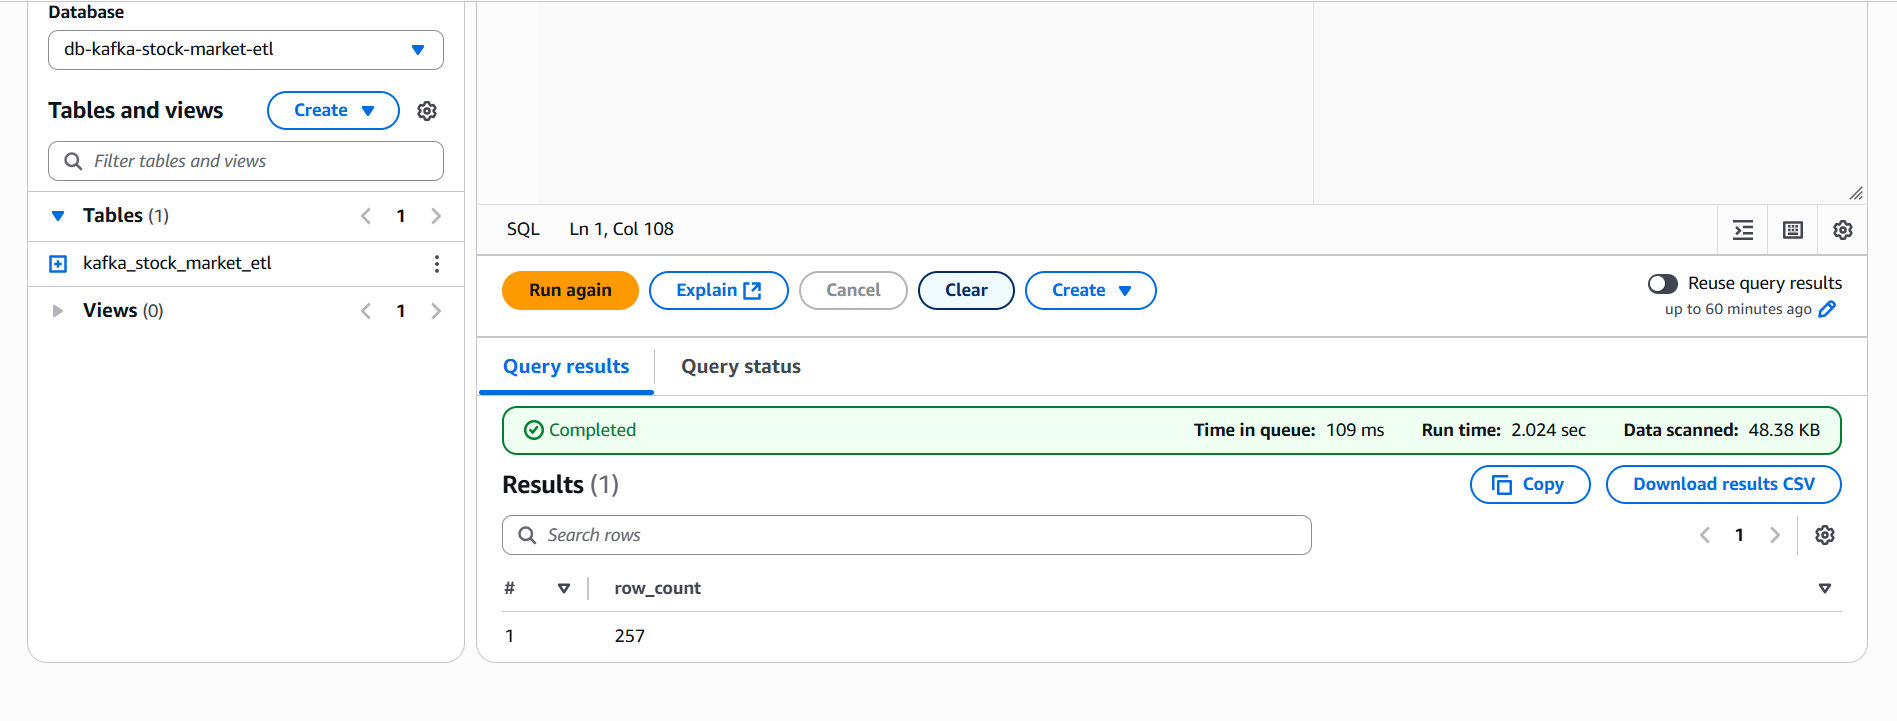 Database
db-kafka-stock-market-etl
Tables and views
Create
Filter tables and views
Tables (1)
1
kafka_stock_market_etl
Views (0)
1
SQL Ln 1, Col 108
Run again
Explain
Cancel
Clear
Create
Reuse query results
up to 60 minutes ago
Query results
Query status
Completed
Time in queue: 109 ms
Run time: 2.024 sec
Data scanned: 48.38 KB
Results (1)
Copy
Download results CSV
Search rows
1
# row_count
1 257